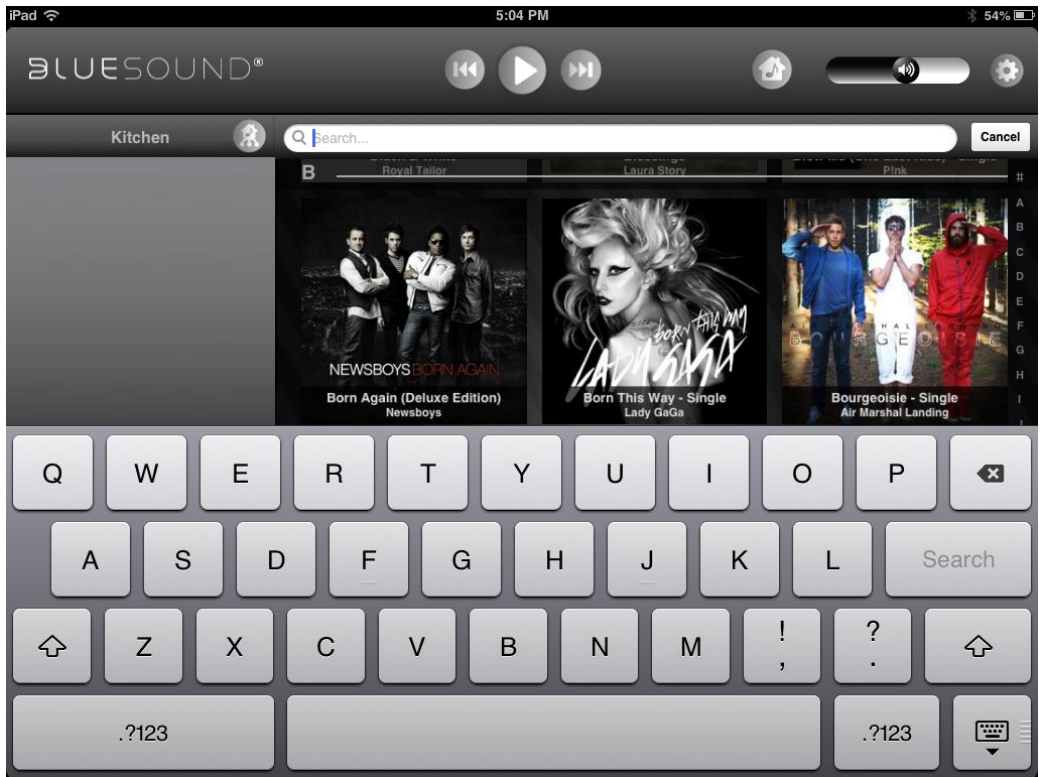 iPad 5:04 PM 54%
BLUESOUND®
Kitchen Search... Cancel
B
Royal Tailor Laura Story P!nk
#
A
B
C
D
E
F
G
H
I
NEWSBOYS BORN AGAIN
BORN THIS WAY
LADY GAGA
BOURGEOISIE
Born Again (Deluxe Edition) Born This Way - Single Bourgeoisie - Single
Newsboys Lady GaGa Air Marshal Landing
Q W E R T Y U I O P
A S D F G H J K L Search
Z X C V B N M ! , ? .
.?123 .?123